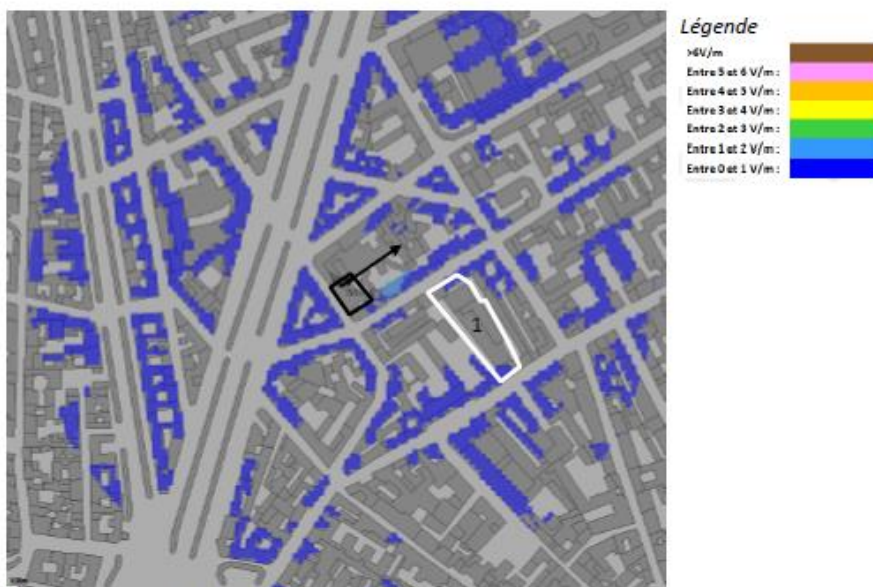 Légende
>6V/m
Entre 5 et 6 V/m :
Entre 4 et 5 V/m :
Entre 3 et 4 V/m :
Entre 2 et 3 V/m :
Entre 1 et 2 V/m :
Entre 0 et 1 V/m :
1